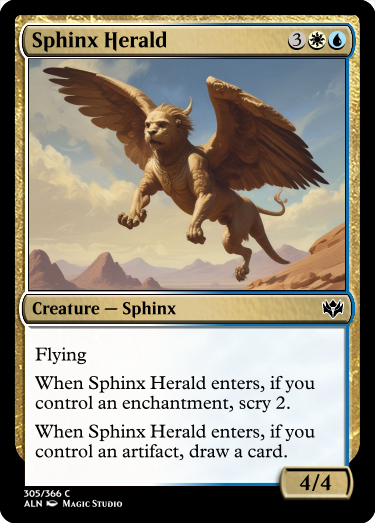 Sphinx Herald 3
Creature — Sphinx
Flying
When Sphinx Herald enters, if you
control an enchantment, scry 2.
When Sphinx Herald enters, if you
control an artifact, draw a card.
4/4
305/366 C
ALN Magic Studio